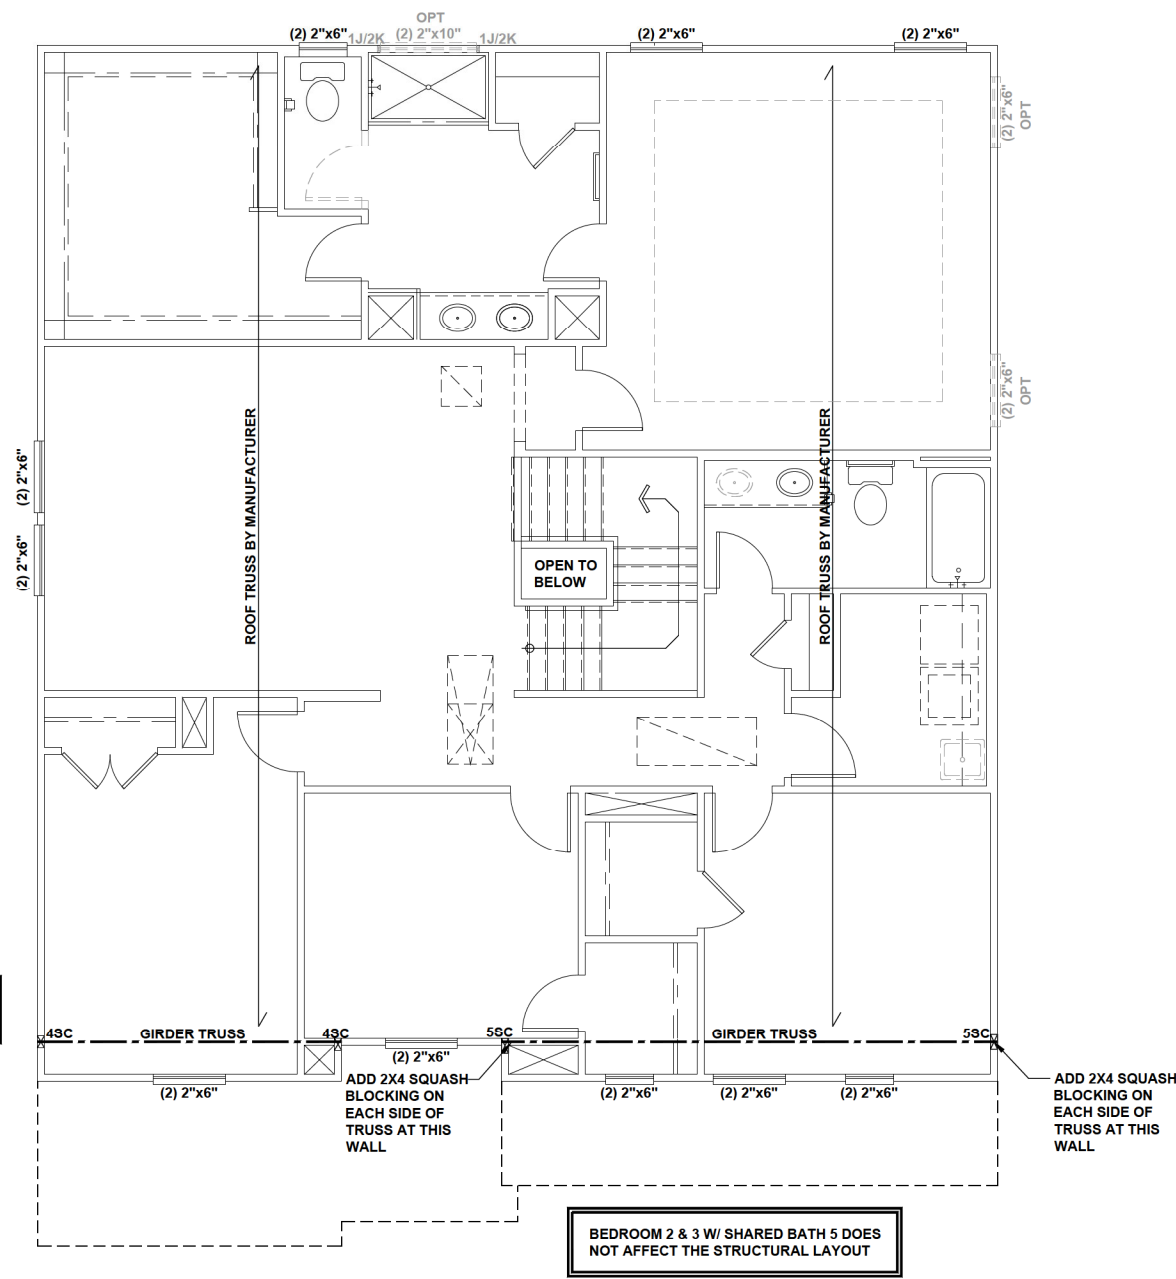 OPT
(2) 2"x6"
1J/2K
(2) 2"x10"
1J/2K
(2) 2"x6"
(2) 2"x6"
(2) 2"x6"
OPT
(2) 2"x6"
OPT
ROOF TRUSS BY MANUFACTURER
ROOF TRUSS BY MANUFACTURER
(2) 2"x6"
(2) 2"x6"
OPEN TO
BELOW
4SC
GIRDER TRUSS
4SC
5SC
GIRDER TRUSS
5SC
(2) 2"x6"
(2) 2"x6"
(2) 2"x6"
(2) 2"x6"
(2) 2"x6"
ADD 2X4 SQUASH
BLOCKING ON
EACH SIDE OF
TRUSS AT THIS
WALL
ADD 2X4 SQUASH
BLOCKING ON
EACH SIDE OF
TRUSS AT THIS
WALL
BEDROOM 2 & 3 W/ SHARED BATH 5 DOES
NOT AFFECT THE STRUCTURAL LAYOUT